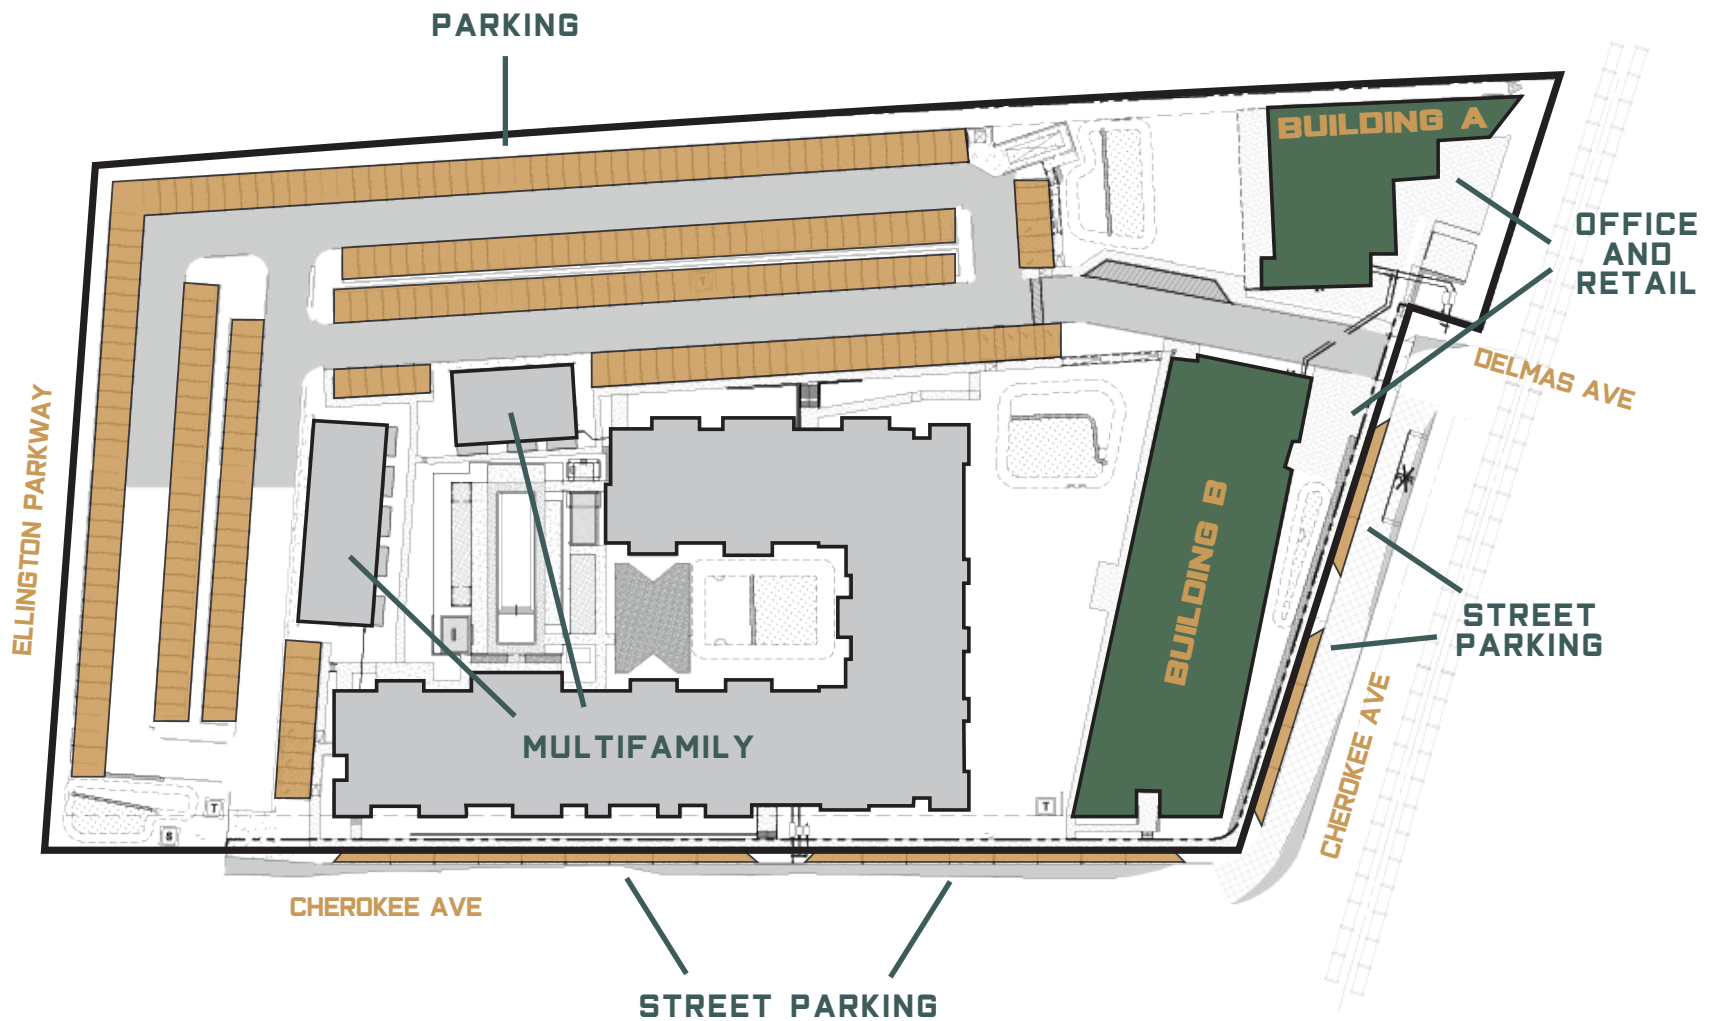 PARKING
BUILDING A
OFFICE
AND
RETAIL
DELMAS AVE
ELLINGTON PARKWAY
BUILDING B
STREET
PARKING
MULTIFAMILY
CHEROKEE AVE
T
T
T
S
CHEROKEE AVE
STREET PARKING